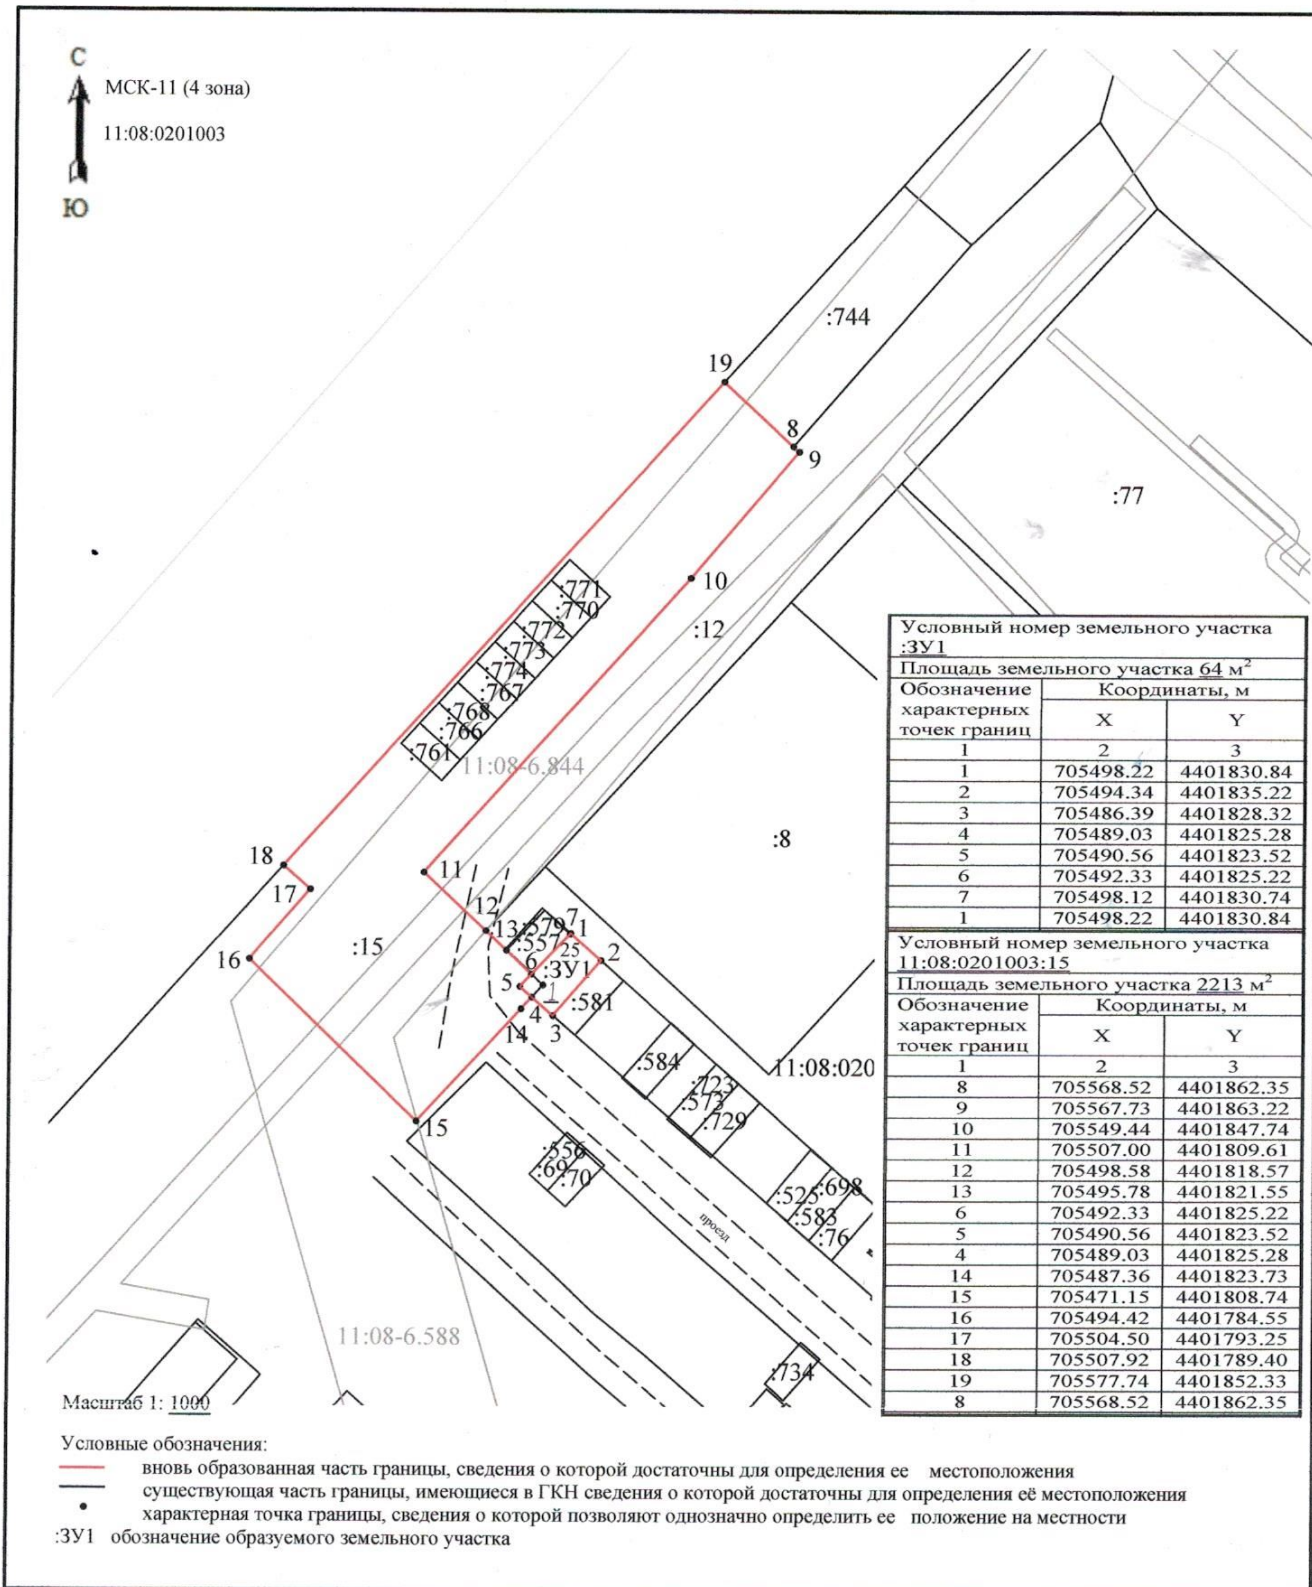 С
МСК-11 (4 зона)
11:08:0201003
Ю
:744
19
8
9
:77
10
:771
:770
:12
:772
:773
:774
:767
:768
:766
:761
11:08-6.844
:8
18
11
17
12
:579
7
:13
:557
1
25
2
:15
16
6
:ЗУ1
5
1
:581
4
14
3
:584
11:08:020
:723
:573
:729
15
:556
:69
:70
:525
:698
:583
:76
проезд
11:08-6.588
:734
Условный номер земельного участка
:ЗУ1
Площадь земельного участка 64 м²
Обозначение характерных точек границ Координаты, м
X Y
1 2 3
1 705498.22 4401830.84
2 705494.34 4401835.22
3 705486.39 4401828.32
4 705489.03 4401825.28
5 705490.56 4401823.52
6 705492.33 4401825.22
7 705498.12 4401830.74
1 705498.22 4401830.84
Условный номер земельного участка
11:08:0201003:15
Площадь земельного участка 2213 м²
Обозначение характерных точек границ Координаты, м
X Y
1 2 3
8 705568.52 4401862.35
9 705567.73 4401863.22
10 705549.44 4401847.74
11 705507.00 4401809.61
12 705498.58 4401818.57
13 705495.78 4401821.55
6 705492.33 4401825.22
5 705490.56 4401823.52
4 705489.03 4401825.28
14 705487.36 4401823.73
15 705471.15 4401808.74
16 705494.42 4401784.55
17 705504.50 4401793.25
18 705507.92 4401789.40
19 705577.74 4401852.33
8 705568.52 4401862.35
Масштаб 1: 1000
Условные обозначения:
вновь образованная часть границы, сведения о которой достаточны для определения ее местоположения
существующая часть границы, имеющиеся в ГКН сведения о которой достаточны для определения её местоположения
характерная точка границы, сведения о которой позволяют однозначно определить ее положение на местности
:ЗУ1 обозначение образуемого земельного участка